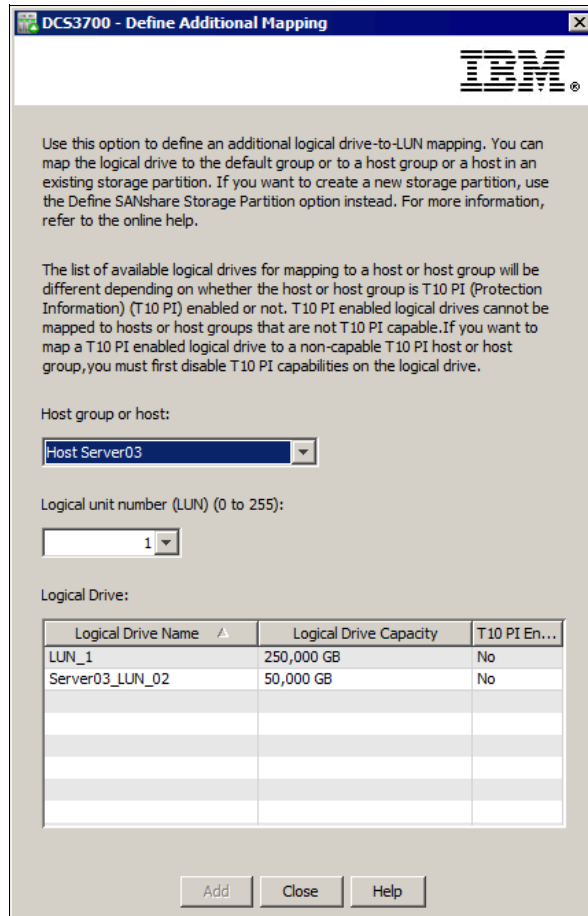 DCS3700 - Define Additional Mapping
IBM®
Use this option to define an additional logical drive-to-LUN mapping. You can
map the logical drive to the default group or to a host group or a host in an
existing storage partition. If you want to create a new storage partition, use
the Define SANshare Storage Partition option instead. For more information,
refer to the online help.
The list of available logical drives for mapping to a host or host group will be
different depending on whether the host or host group is T10 PI (Protection
Information) (T10 PI) enabled or not. T10 PI enabled logical drives cannot be
mapped to hosts or host groups that are not T10 PI capable.If you want to
map a T10 PI enabled logical drive to a non-capable T10 PI host or host
group,you must first disable T10 PI capabilities on the logical drive.
Host group or host:
Host Server03
Logical unit number (LUN) (0 to 255):
1
Logical Drive:
Logical Drive Name Logical Drive Capacity T10 PI En...
LUN_1 250,000 GB No
Server03_LUN_02 50,000 GB No
Add Close Help